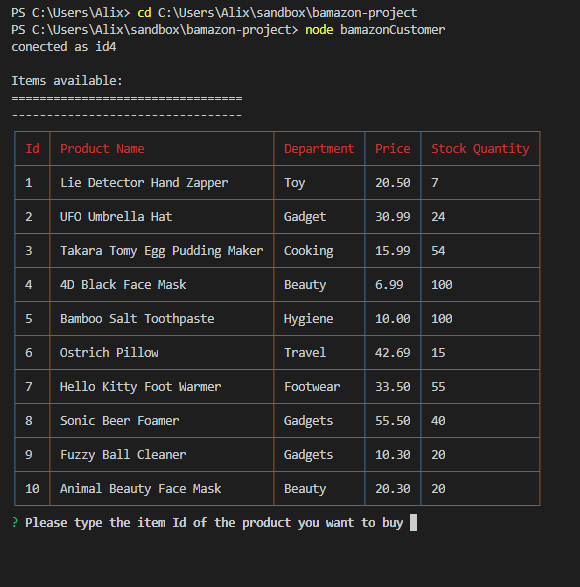 PS C:\Users\Alix> cd C:\Users\Alix\sandbox\bamazon-project
PS C:\Users\Alix\sandbox\bamazon-project> node bamazonCustomer
conected as id4
Items available:
=================================
---------------------------------
Id Product Name Department Price Stock Quantity
1 Lie Detector Hand Zapper Toy 20.50 7
2 UFO Umbrella Hat Gadget 30.99 24
3 Takara Tomy Egg Pudding Maker Cooking 15.99 54
4 4D Black Face Mask Beauty 6.99 100
5 Bamboo Salt Toothpaste Hygiene 10.00 100
6 Ostrich Pillow Travel 42.69 15
7 Hello Kitty Foot Warmer Footwear 33.50 55
8 Sonic Beer Foamer Gadgets 55.50 40
9 Fuzzy Ball Cleaner Gadgets 10.30 20
10 Animal Beauty Face Mask Beauty 20.30 20
? Please type the item Id of the product you want to buy